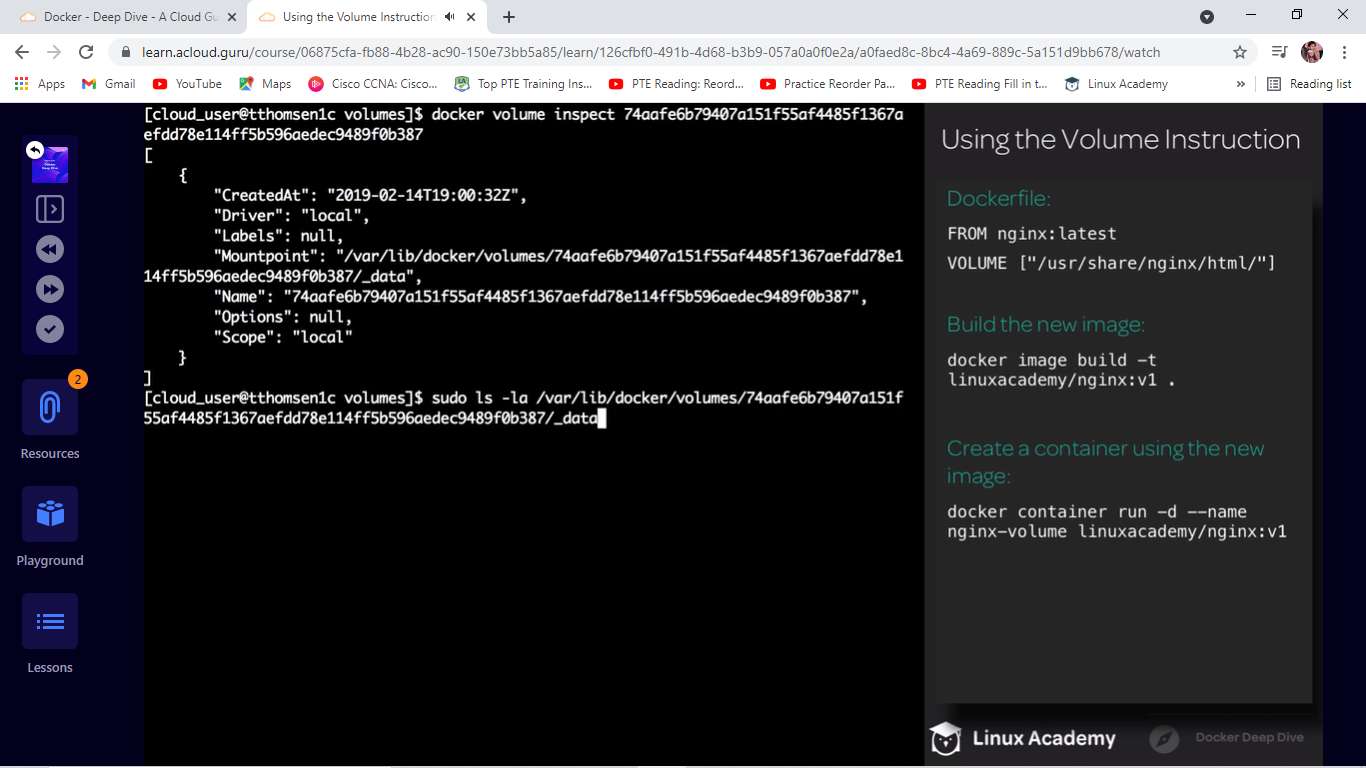 Docker - Deep Dive - A Cloud Gu
Using the Volume Instruction
learn.acloud.guru/course/06875cfa-fb88-4b28-ac90-150e73bb5a85/learn/126cfbf0-491b-4d68-b3b9-057a0a0f0e2a/a0faed8c-8bc4-4a69-889c-5a151d9bb678/watch
Apps Gmail YouTube Maps Cisco CCNA: Cisco... Top PTE Training Ins... PTE Reading: Reord... Practice Reorder Pa... PTE Reading Fill in t... Linux Academy » Reading list
[cloud_user@tthomsen1c volumes]$ docker volume inspect 74aafe6b79407a151f55af4485f1367a
efdd78e114ff5b596aedec9489f0b387
[
{
"CreatedAt": "2019-02-14T19:00:32Z",
"Driver": "local",
"Labels": null,
"Mountpoint": "/var/lib/docker/volumes/74aafe6b79407a151f55af4485f1367aefdd78e1
14ff5b596aedec9489f0b387/_data",
"Name": "74aafe6b79407a151f55af4485f1367aefdd78e114ff5b596aedec9489f0b387",
"Options": null,
"Scope": "local"
}
]
[cloud_user@tthomsen1c volumes]$ sudo ls -la /var/lib/docker/volumes/74aafe6b79407a151f
55af4485f1367aefdd78e114ff5b596aedec9489f0b387/_data
2
Resources
Playground
Lessons
Using the Volume Instruction
Dockerfile:
FROM nginx:latest
VOLUME ["/usr/share/nginx/html/"]
Build the new image:
docker image build -t
linuxacademy/nginx:v1 .
Create a container using the new
image:
docker container run -d --name
nginx-volume linuxacademy/nginx:v1
Linux Academy
Docker Deep Dive